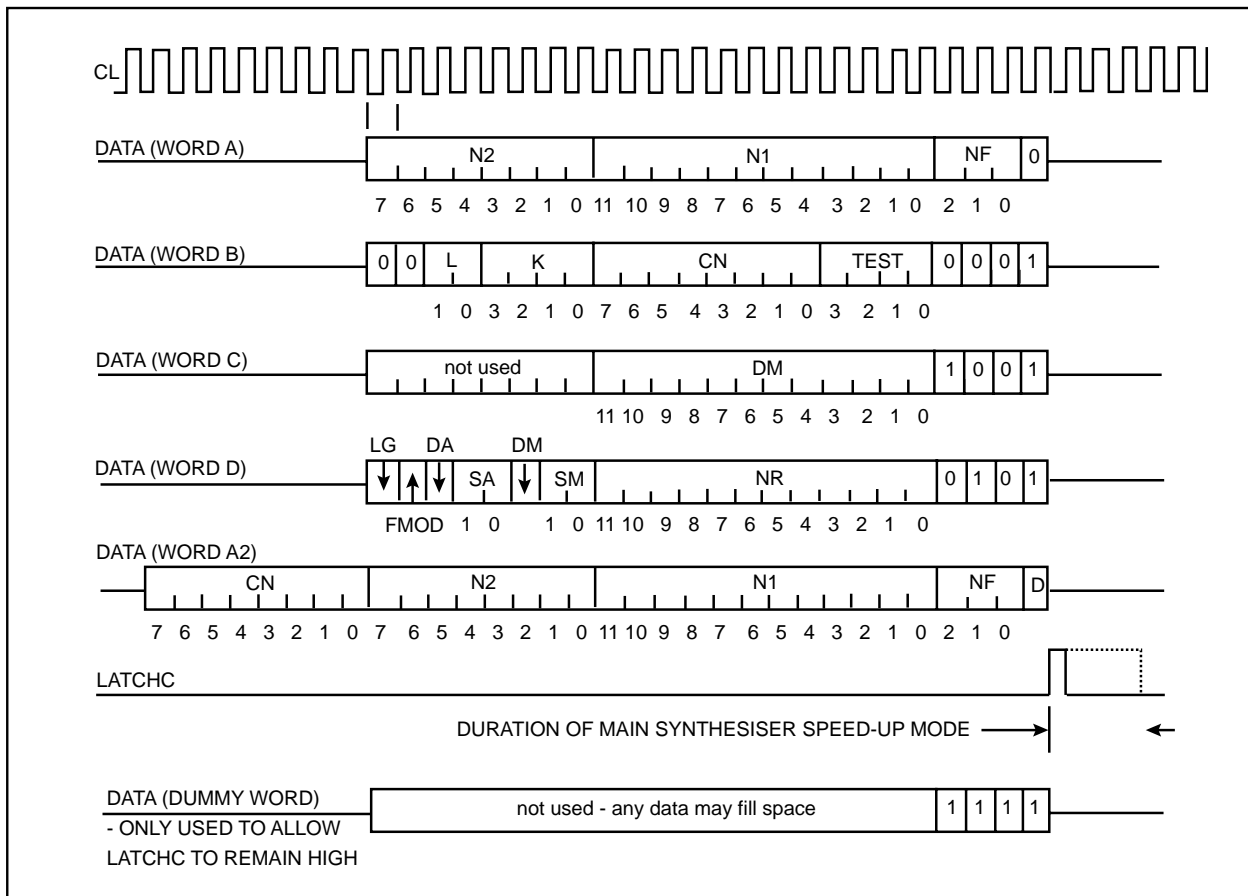 CL
DATA (WORD A)
N2 N1 NF 0
7 6 5 4 3 2 1 0 11 10 9 8 7 6 5 4 3 2 1 0 2 1 0
DATA (WORD B)
0 0 L K CN TEST 0 0 0 1
1 0 3 2 1 0 7 6 5 4 3 2 1 0 3 2 1 0
DATA (WORD C)
not used DM 1 0 0 1
11 10 9 8 7 6 5 4 3 2 1 0
LG DA DM
DATA (WORD D)
SA SM NR 0 1 0 1
FMOD 1 0 1 0 11 10 9 8 7 6 5 4 3 2 1 0
DATA (WORD A2)
CN N2 N1 NF D
7 6 5 4 3 2 1 0 7 6 5 4 3 2 1 0 11 10 9 8 7 6 5 4 3 2 1 0 2 1 0
LATCHC
DURATION OF MAIN SYNTHESISER SPEED-UP MODE
DATA (DUMMY WORD)
not used - any data may fill space 1 1 1 1
- ONLY USED TO ALLOW
LATCHC TO REMAIN HIGH